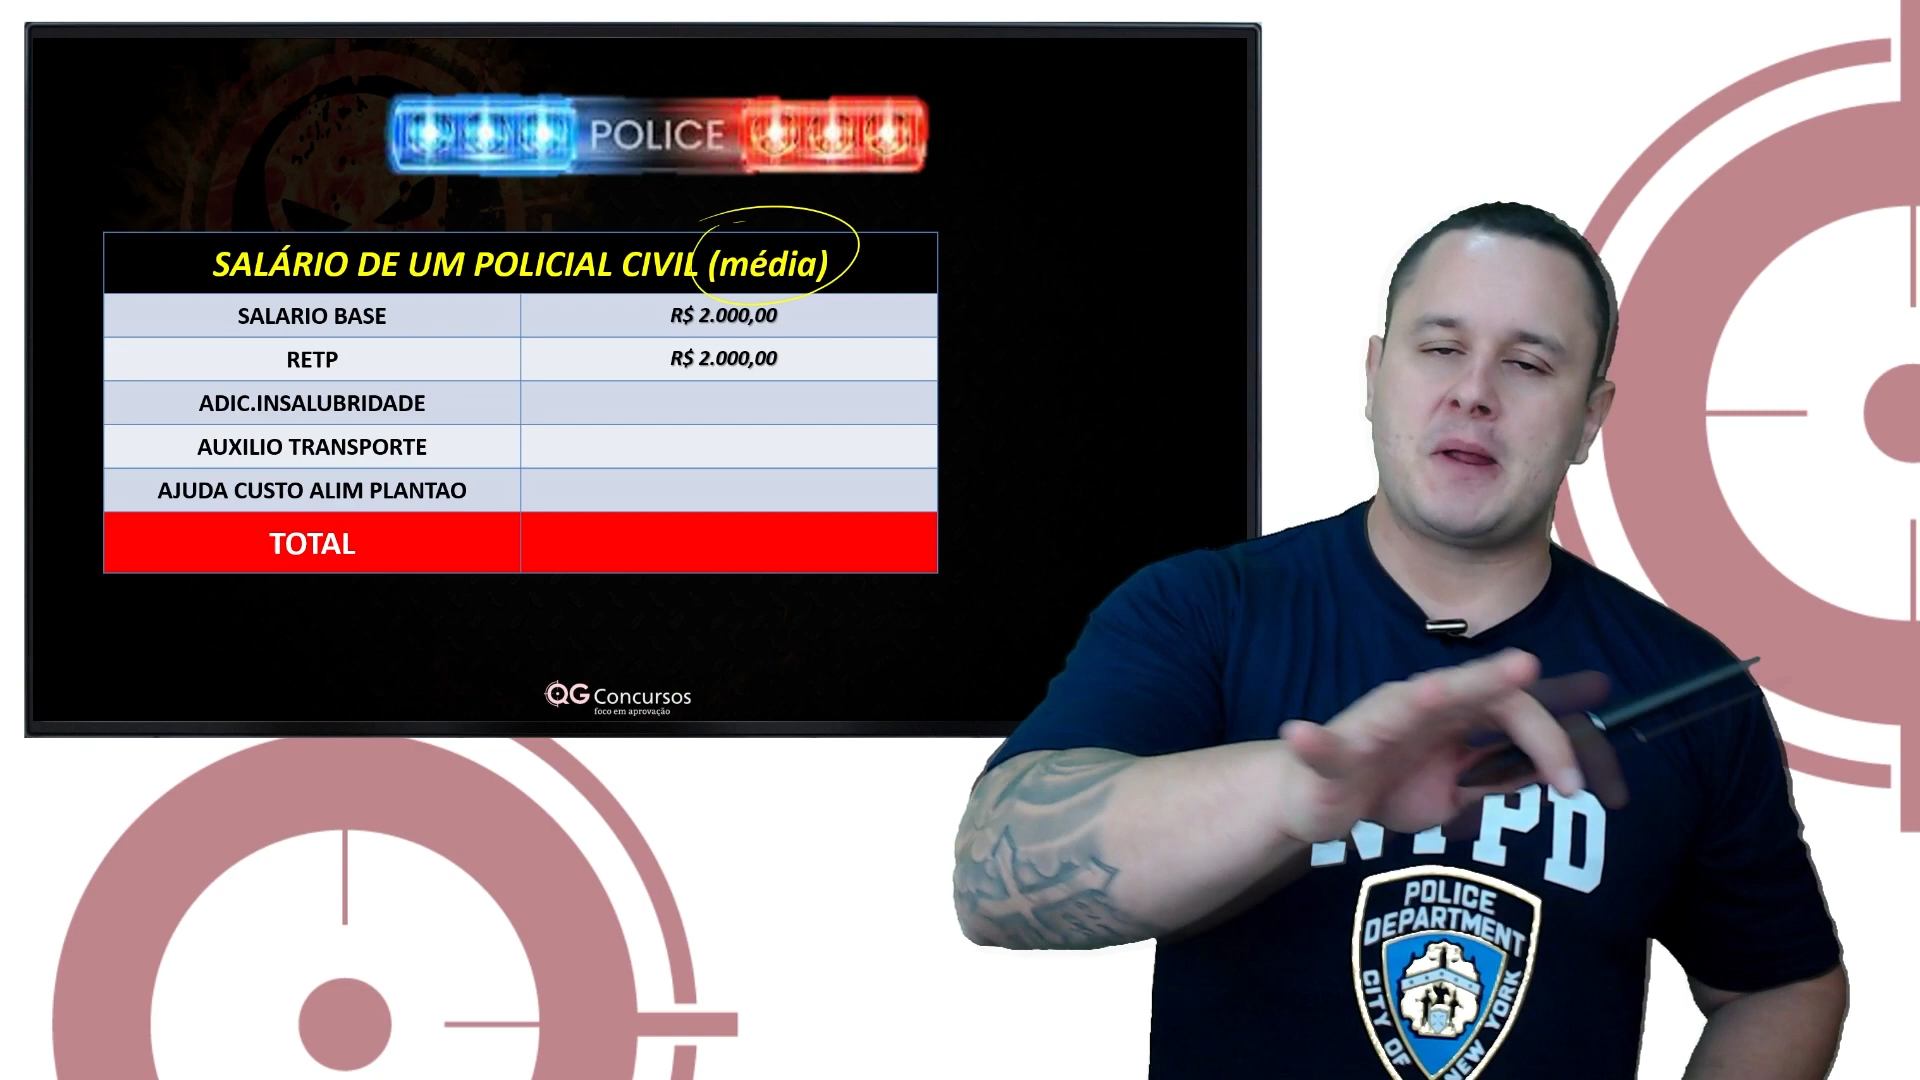 POLICE
SALÁRIO DE UM POLICIAL CIVIL (média)
SALARIO BASE R$ 2.000,00
RETP R$ 2.000,00
ADIC.INSALUBRIDADE
AUXILIO TRANSPORTE
AJUDA CUSTO ALIM PLANTAO
TOTAL
QG Concursos
foco em aprovação
NYPD
POLICE
DEPARTMENT
CITY OF
NEW YORK